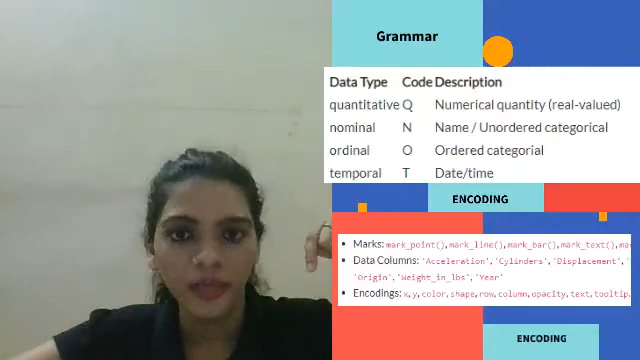 Grammar
Data Type Code Description
quantitative Q Numerical quantity (real-valued)
nominal N Name / Unordered categorical
ordinal O Ordered categorial
temporal T Date/time
ENCODING
• Marks: mark_point(),mark_line(),mark_bar(),mark_text(),
• Data Columns: 'Acceleration','Cylinders','Displacement','
'Origin','Weight_in_lbs','Year'
• Encodings: x,y,color,shape,row,column,opacity,text,tooltip,
ENCODING